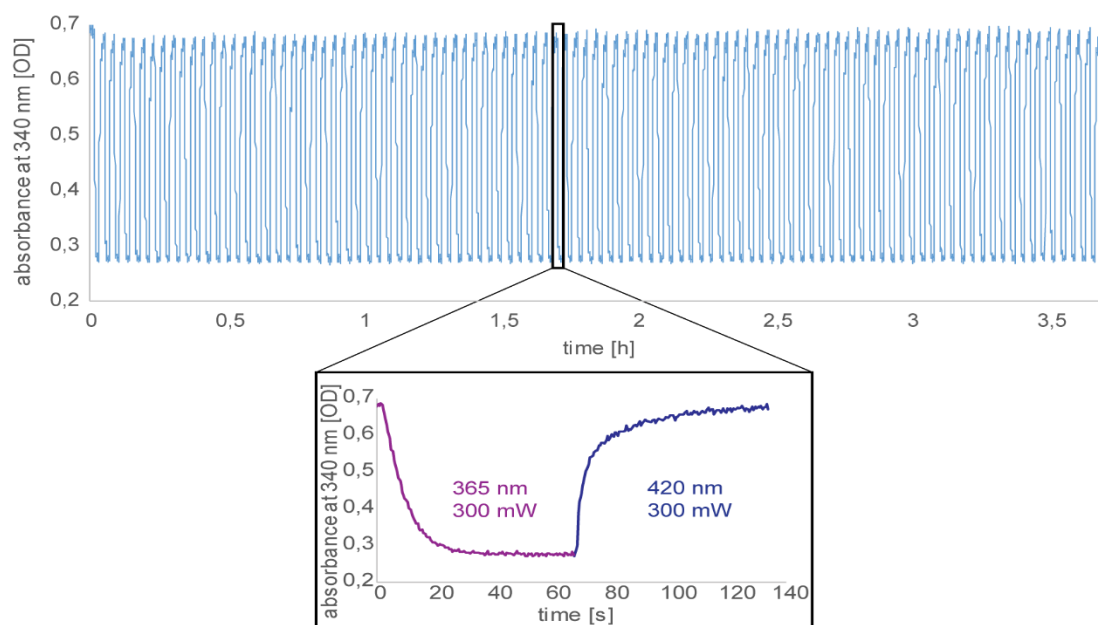 absorbance at 340 nm [OD]
0,7
0,6
0,5
0,4
0,3
0,2
0 0,5 1 1,5 2 2,5 3 3,5
time [h]
absorbance at 340 nm [OD]
0,7
0,6
0,5
0,4
0,3
0,2
365 nm
300 mW
420 nm
300 mW
0 20 40 60 80 100 120 140
time [s]